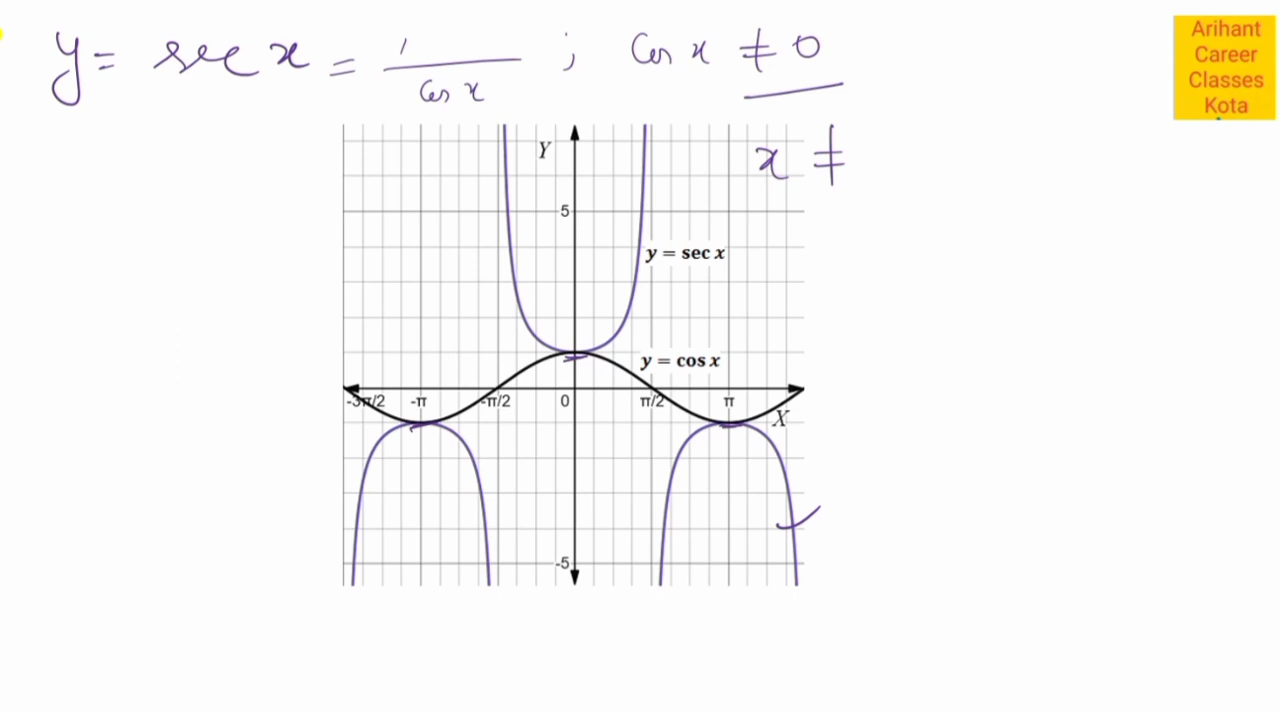 y = sec x = 1 / cos x ; cos x ≠ 0
Arihant
Career
Classes
Kota
x ≠
Y
5
y = sec x
y = cos x
-3π/2 -π -π/2 0 π/2 π
X
-5